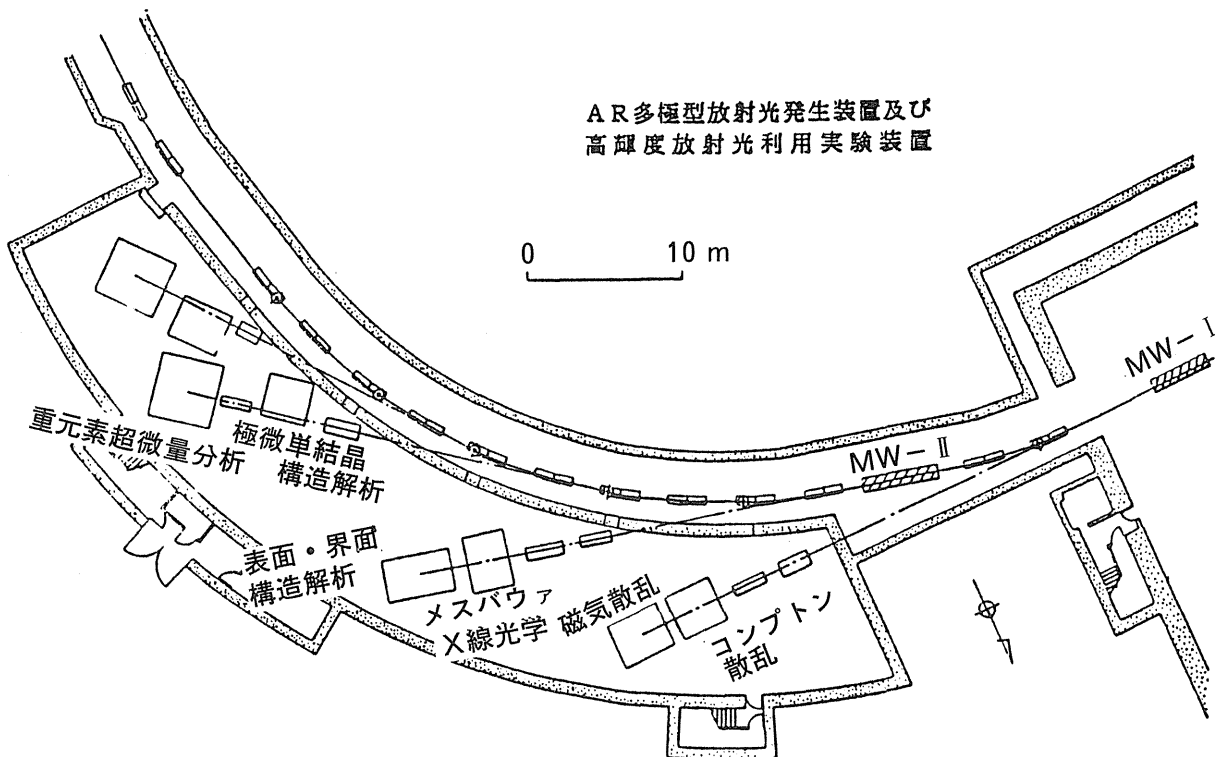 AR多極型放射光発生装置及び
高輝度放射光利用実験装置
0 10 m
MW-Ⅰ
MW-Ⅱ
重元素超微量分析
極微単結晶
構造解析
表面・界面
構造解析
メスバウァ
X線光学
磁気散乱
コンプトン
散乱